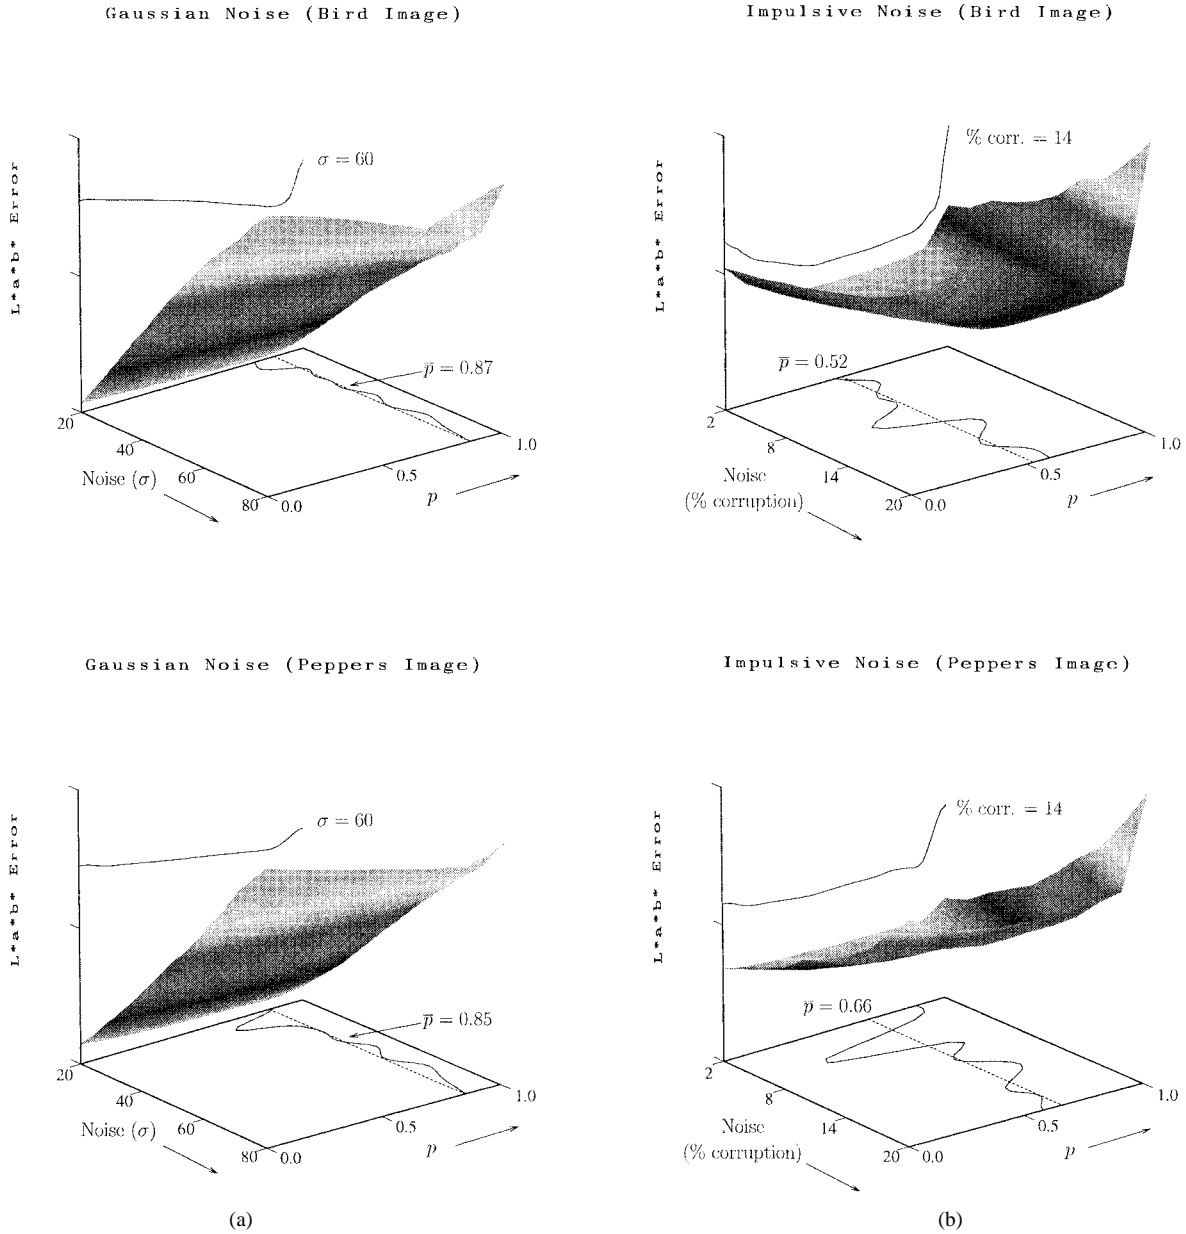 Gaussian Noise (Bird Image)
L*a*b* Error
σ = 60
p̅ = 0.87
20
40
60
80
Noise (σ)
0.0
0.5
1.0
p
Impulsive Noise (Bird Image)
L*a*b* Error
% corr. = 14
p̅ = 0.52
2
8
14
20
Noise
(% corruption)
0.0
0.5
1.0
p
Gaussian Noise (Peppers Image)
L*a*b* Error
σ = 60
p̅ = 0.85
20
40
60
80
Noise (σ)
0.0
0.5
1.0
p
(a)
Impulsive Noise (Peppers Image)
L*a*b* Error
% corr. = 14
p̅ = 0.66
2
8
14
20
Noise
(% corruption)
0.0
0.5
1.0
p
(b)